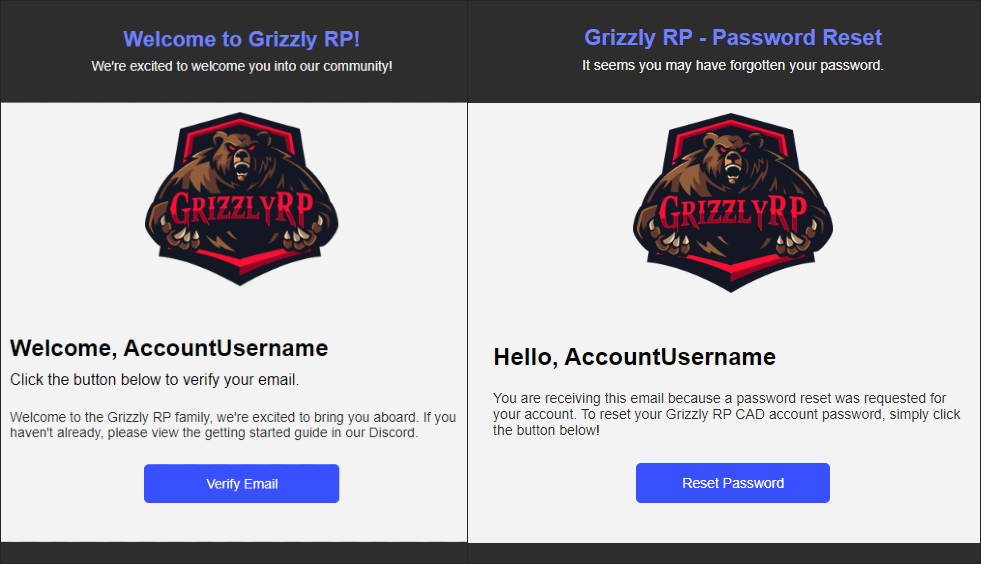 Welcome to Grizzly RP!
We're excited to welcome you into our community!
GRIZZLYRP
Welcome, AccountUsername
Click the button below to verify your email.
Welcome to the Grizzly RP family, we're excited to bring you aboard. If you
haven't already, please view the getting started guide in our Discord.
Verify Email
Grizzly RP - Password Reset
It seems you may have forgotten your password.
GRIZZLYRP
Hello, AccountUsername
You are receiving this email because a password reset was requested for
your account. To reset your Grizzly RP CAD account password, simply click
the button below!
Reset Password